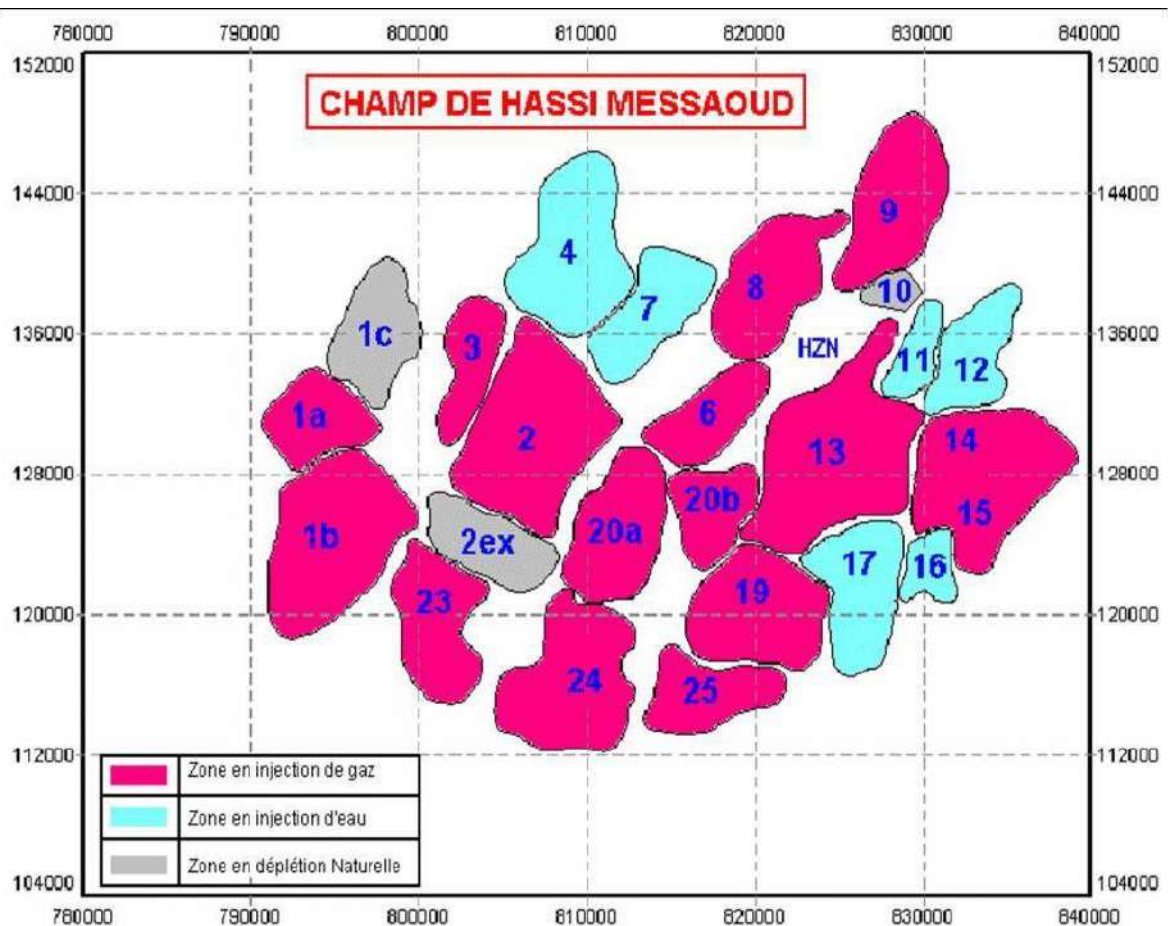 780000 790000 800000 810000 820000 830000 840000
152000 152000
CHAMP DE HASSI MESSAOUD
144000 144000
9
4
8
10
7
1c
136000 136000
3
HZN
11
12
1a
2
6
13
14
128000 128000
20b
15
1b
2ex
20a
17
16
23
19
120000 120000
24
25
112000 112000
Zone en injection de gaz
Zone en injection d'eau
Zone en déplétion Naturelle
104000 104000
780000 790000 800000 810000 820000 830000 840000